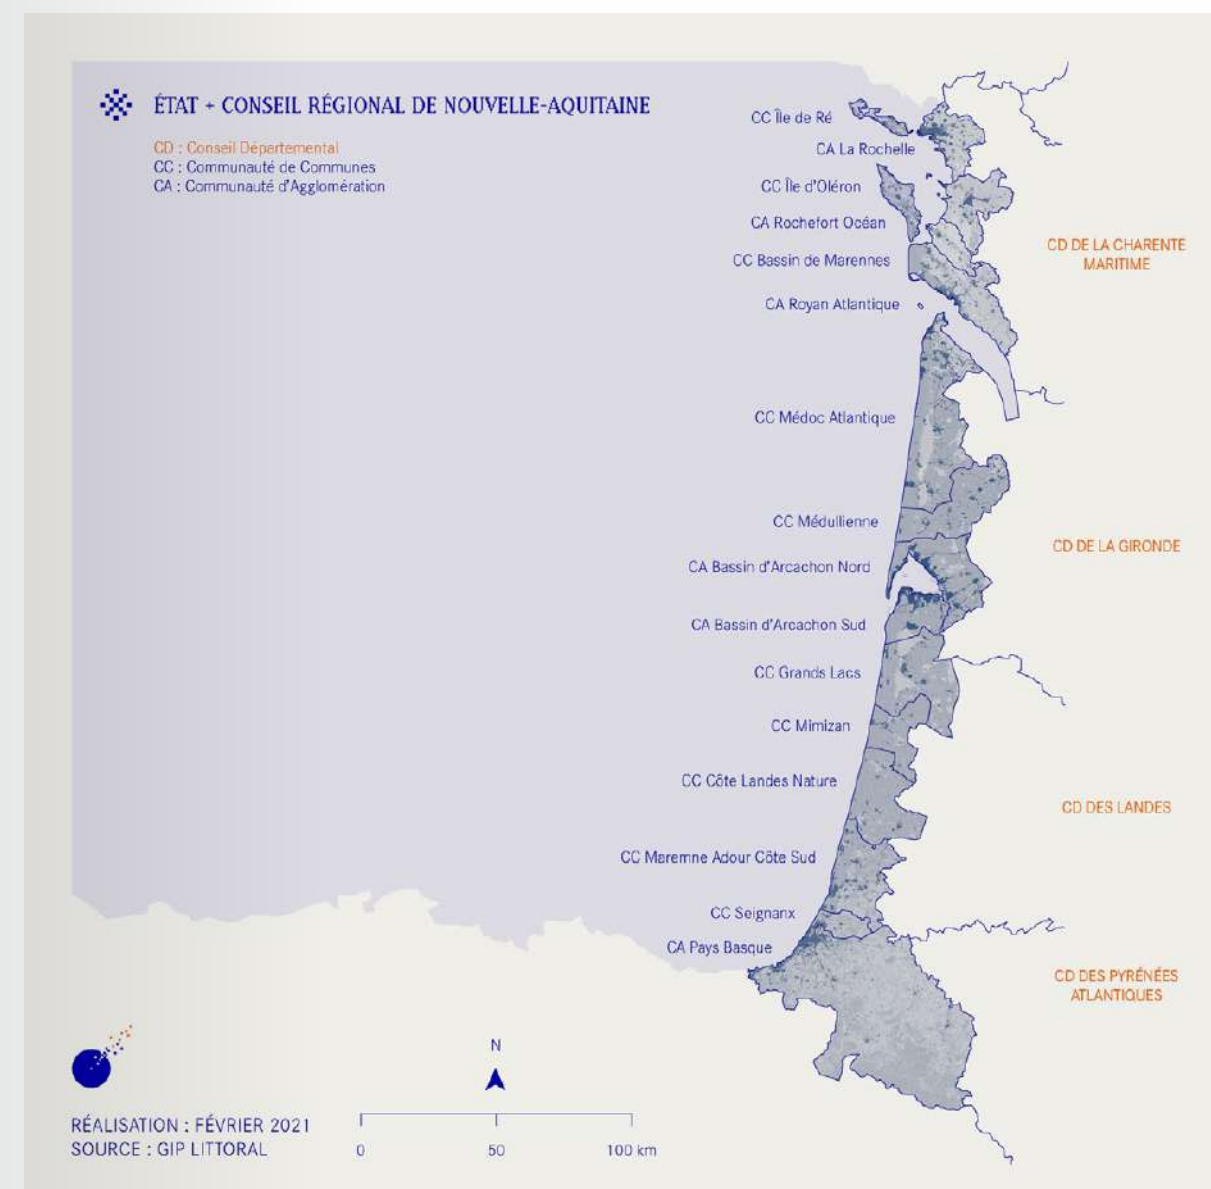 ÉTAT + CONSEIL RÉGIONAL DE NOUVELLE-AQUITAINE
CD : Conseil Départemental
CC : Communauté de Communes
CA : Communauté d'Agglomération
CC Île de Ré
CA La Rochelle
CC Île d'Oléron
CA Rochefort Océan
CC Bassin de Marennes
CA Royan Atlantique
CC Médoc Atlantique
CC Médullienne
CA Bassin d'Arcachon Nord
CA Bassin d'Arcachon Sud
CC Grands Lacs
CC Mimizan
CC Côte Landes Nature
CC Maremne Adour Côte Sud
CC Seignanx
CA Pays Basque
CD DE LA CHARENTE
MARITIME
CD DE LA GIRONDE
CD DES LANDES
CD DES PYRÉNÉES
ATLANTIQUES
N
RÉALISATION : FÉVRIER 2021
SOURCE : GIP LITTORAL
0 50 100 km